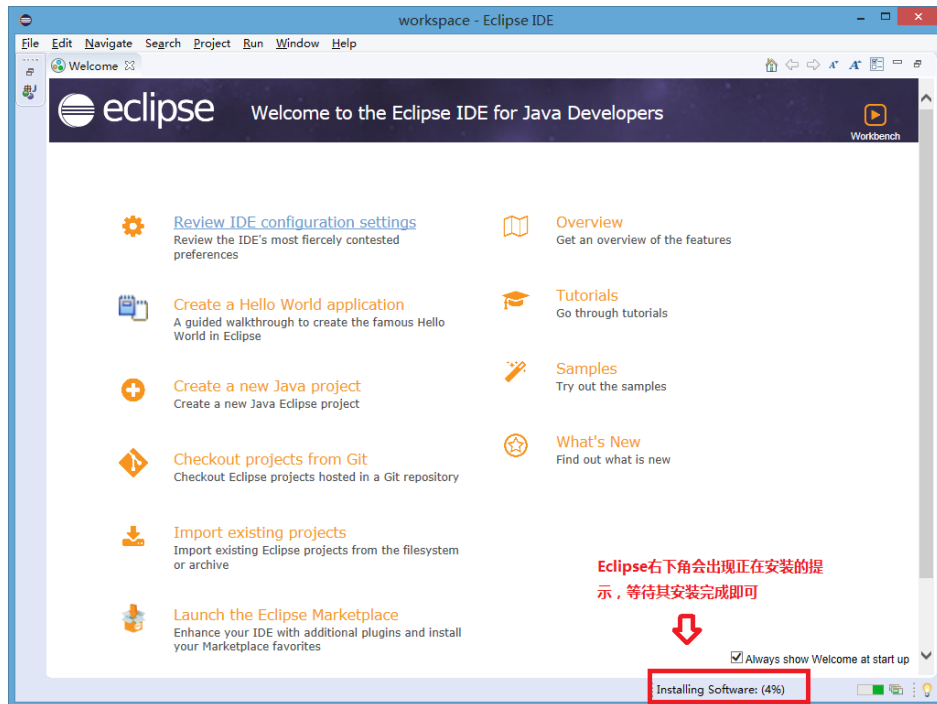 workspace - Eclipse IDE
File Edit Navigate Search Project Run Window Help
Welcome
eclipse
Welcome to the Eclipse IDE for Java Developers
Workbench
Review IDE configuration settings
Review the IDE's most fiercely contested
preferences
Create a Hello World application
A guided walkthrough to create the famous Hello
World in Eclipse
Create a new Java project
Create a new Java Eclipse project
Checkout projects from Git
Checkout Eclipse projects hosted in a Git repository
Import existing projects
Import existing Eclipse projects from the filesystem
or archive
Launch the Eclipse Marketplace
Enhance your IDE with additional plugins and install
your Marketplace favorites
Overview
Get an overview of the features
Tutorials
Go through tutorials
Samples
Try out the samples
What's New
Find out what is new
Eclipse右下角会出现正在安装的提
示，等待其安装完成即可
Always show Welcome at start up
Installing Software: (4%)